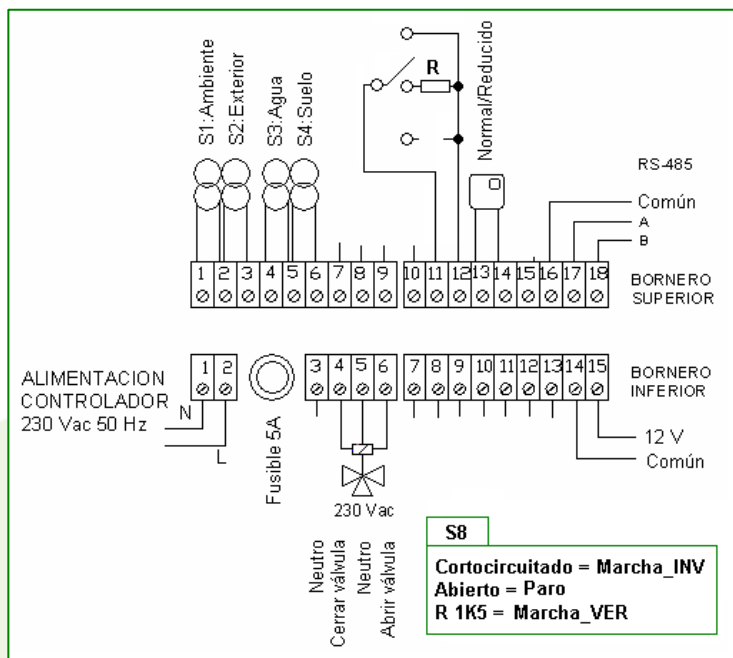 S1:Ambiente
S2:Exterior
S3:Agua
S4:Suelo
R
Normal/Reducido
RS-485
Común
A
B
1 2 3 4 5 6 7 8 9 10 11 12 13 14 15 16 17 18
BORNERO
SUPERIOR
ALIMENTACION
CONTROLADOR
230 Vac 50 Hz
N
L
1 2
Fusible 5A
3 4 5 6 7 8 9 10 11 12 13 14 15
BORNERO
INFERIOR
12 V
Común
230 Vac
Neutro
Cerrar válvula
Neutro
Abrir válvula
S8
Cortocircuitado = Marcha_INV
Abierto = Paro
R 1K5 = Marcha_VER